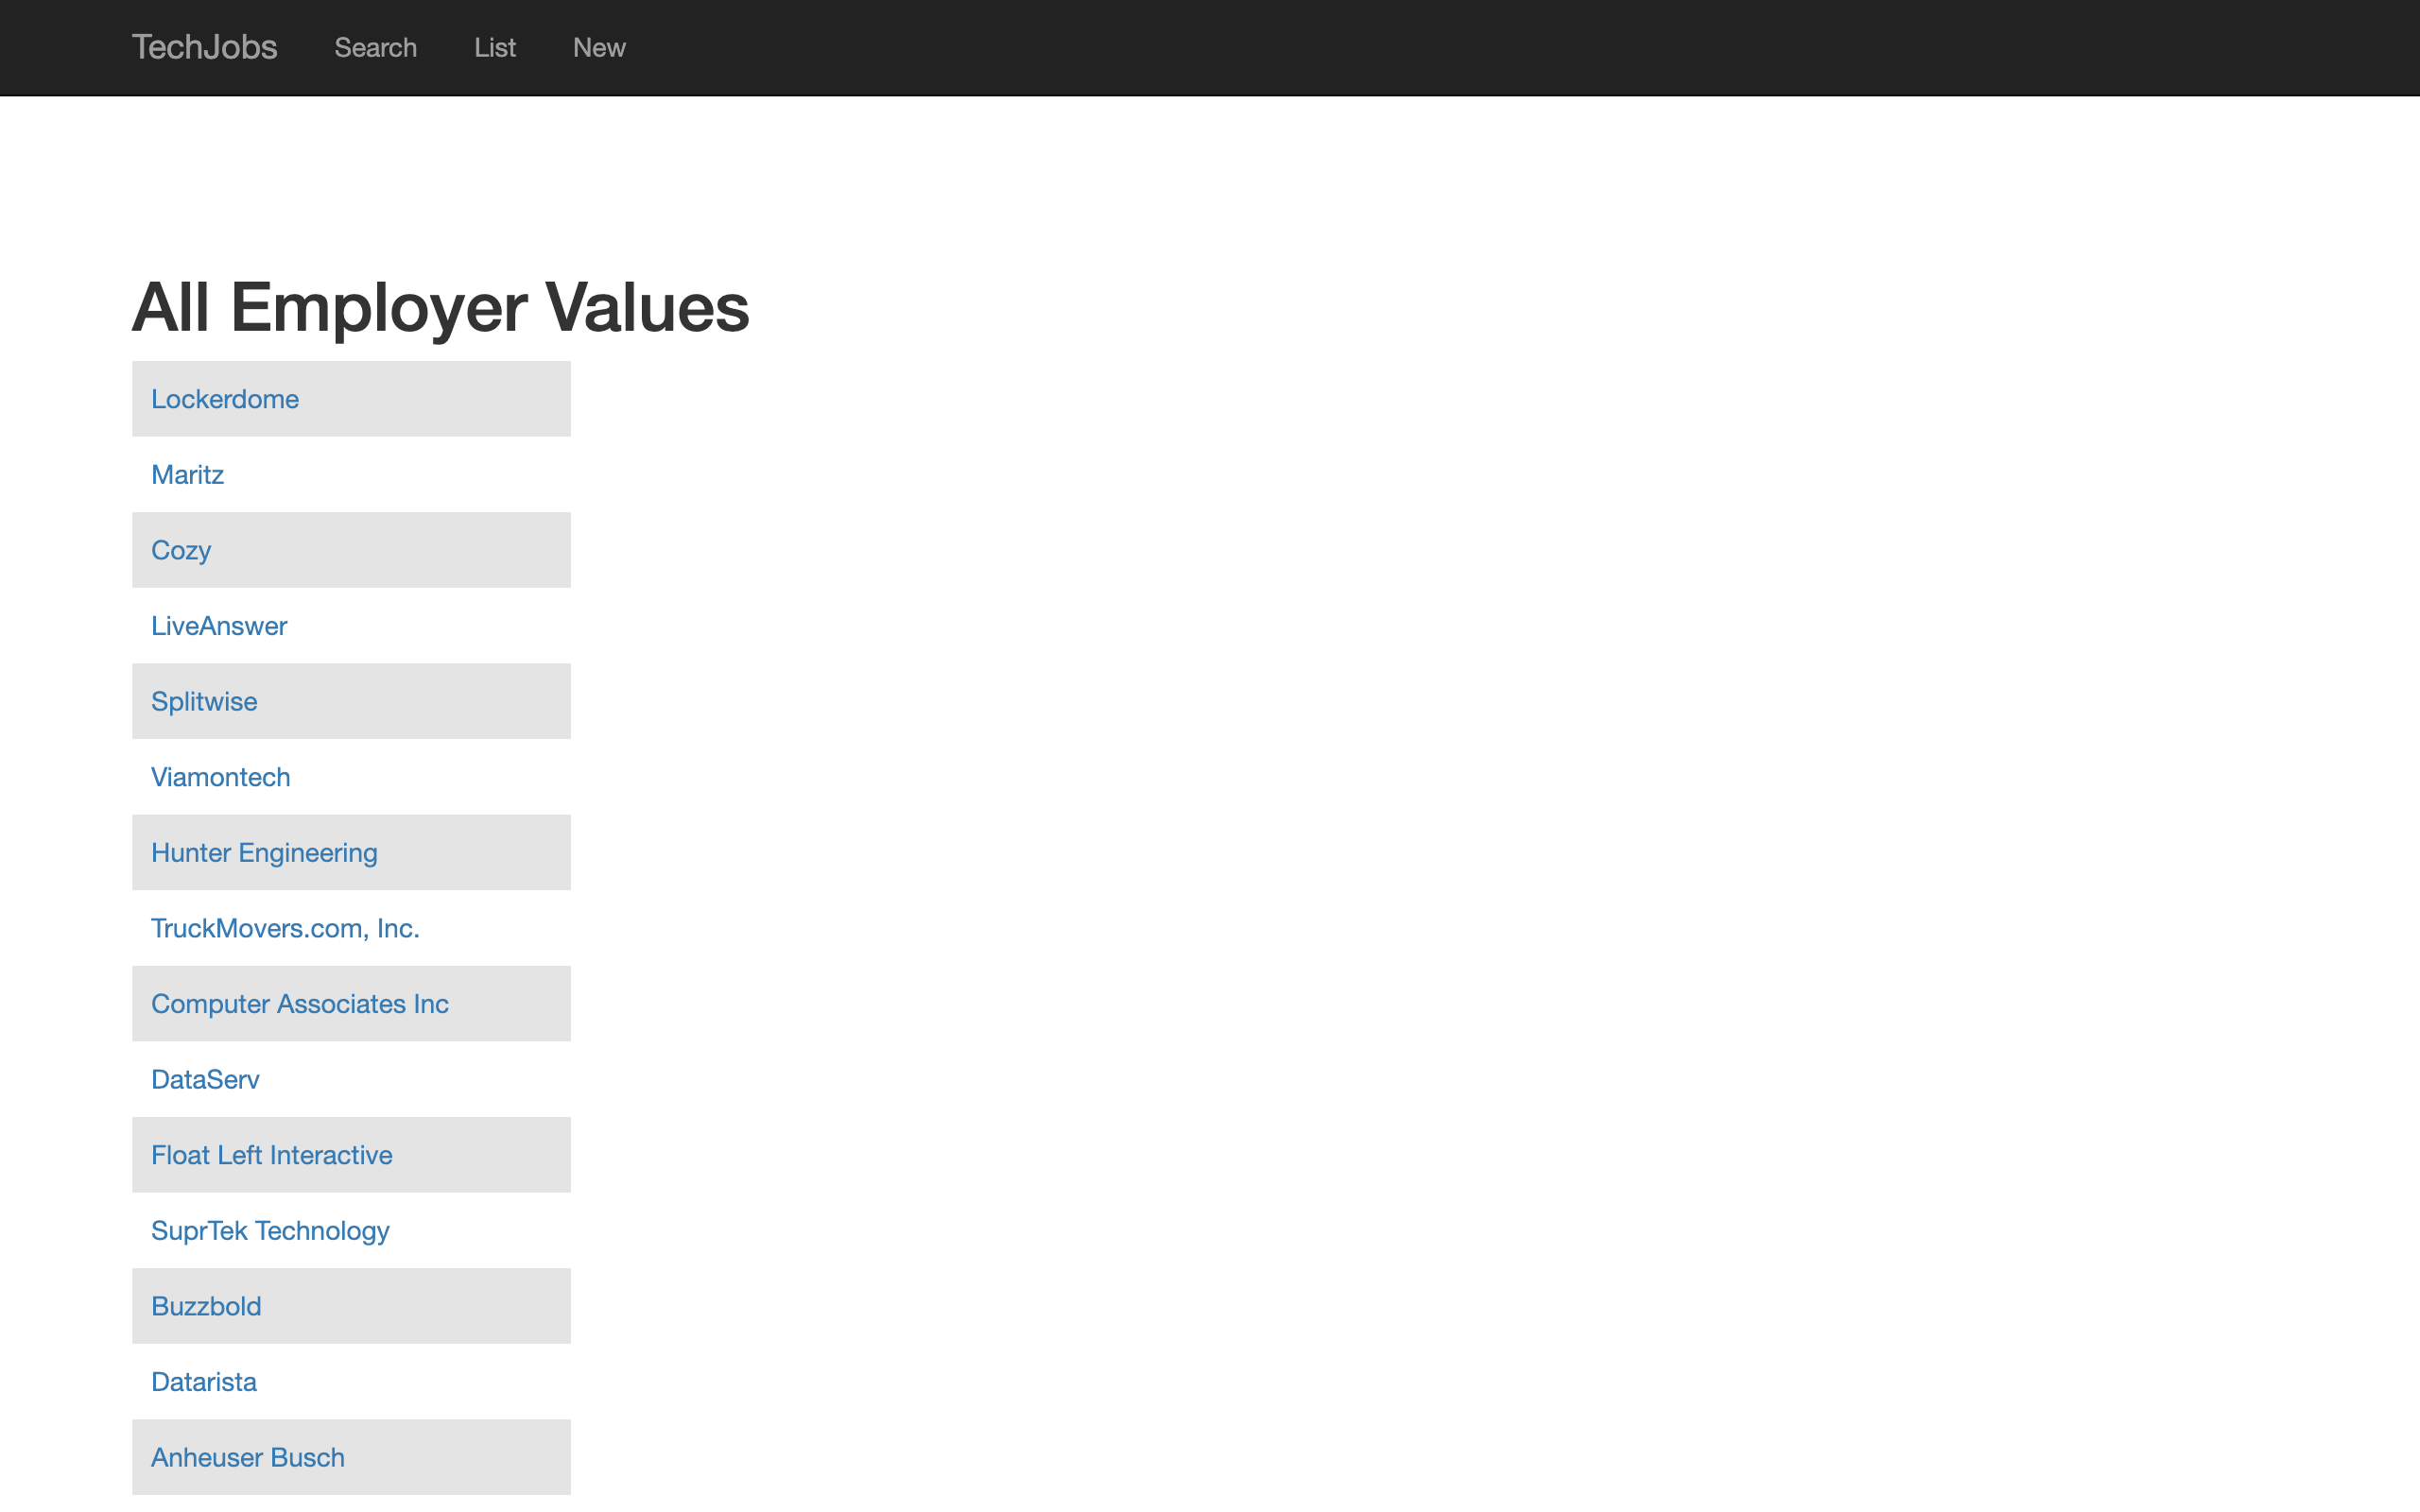 TechJobs Search List New
All Employer Values
Lockerdome
Maritz
Cozy
LiveAnswer
Splitwise
Viamontech
Hunter Engineering
TruckMovers.com, Inc.
Computer Associates Inc
DataServ
Float Left Interactive
SuprTek Technology
Buzzbold
Datarista
Anheuser Busch